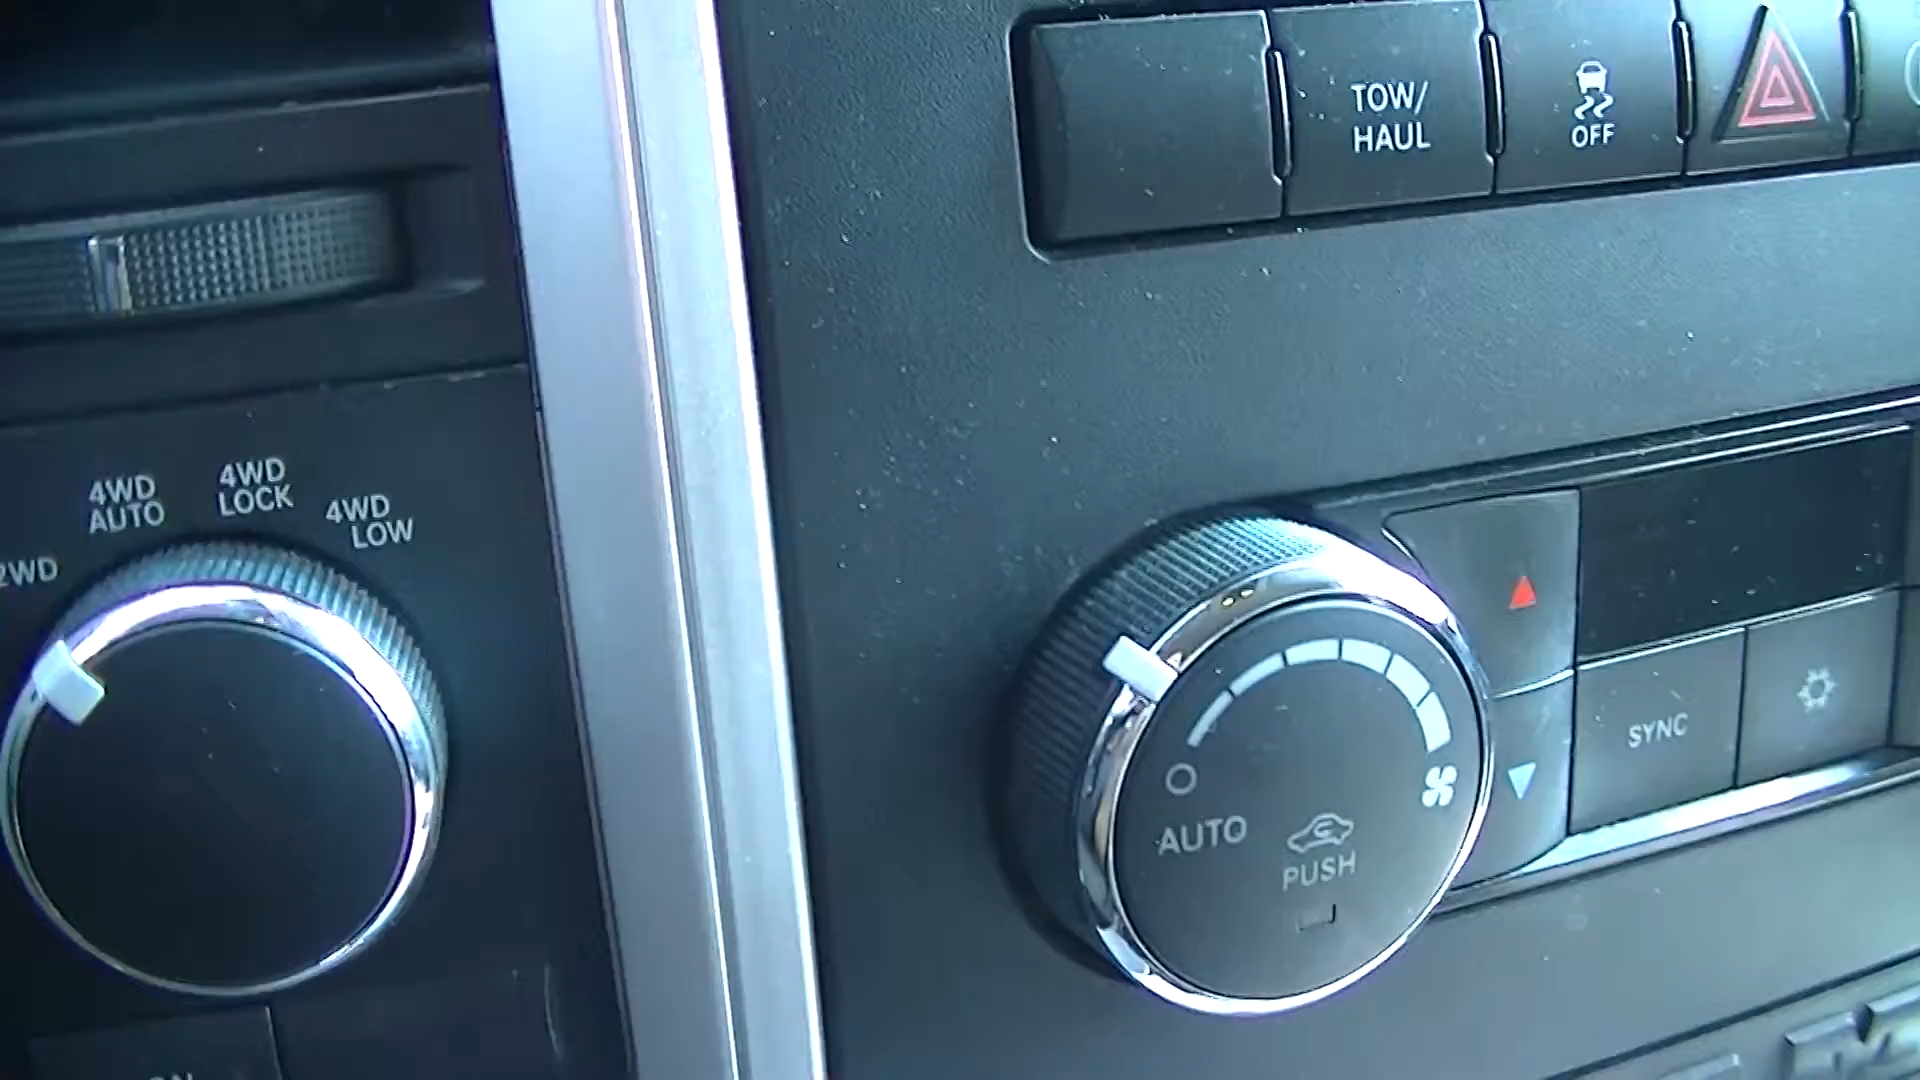 TOW/
HAUL
OFF
4WD
AUTO
4WD
LOCK
4WD
LOW
2WD
SYNC
AUTO
PUSH